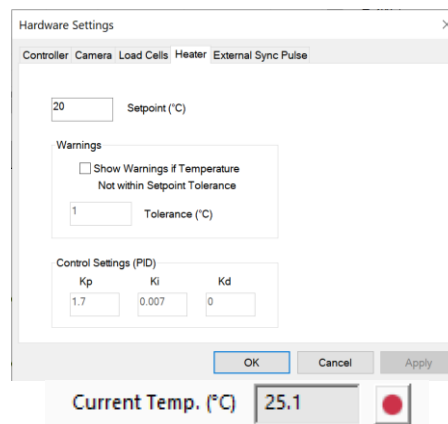 Hardware Settings
Controller Camera Load Cells Heater External Sync Pulse
20 Setpoint (°C)
Warnings
Show Warnings if Temperature
Not within Setpoint Tolerance
1 Tolerance (°C)
Control Settings (PID)
Kp Ki Kd
1.7 0.007 0
OK Cancel Apply
Current Temp. (°C) 25.1